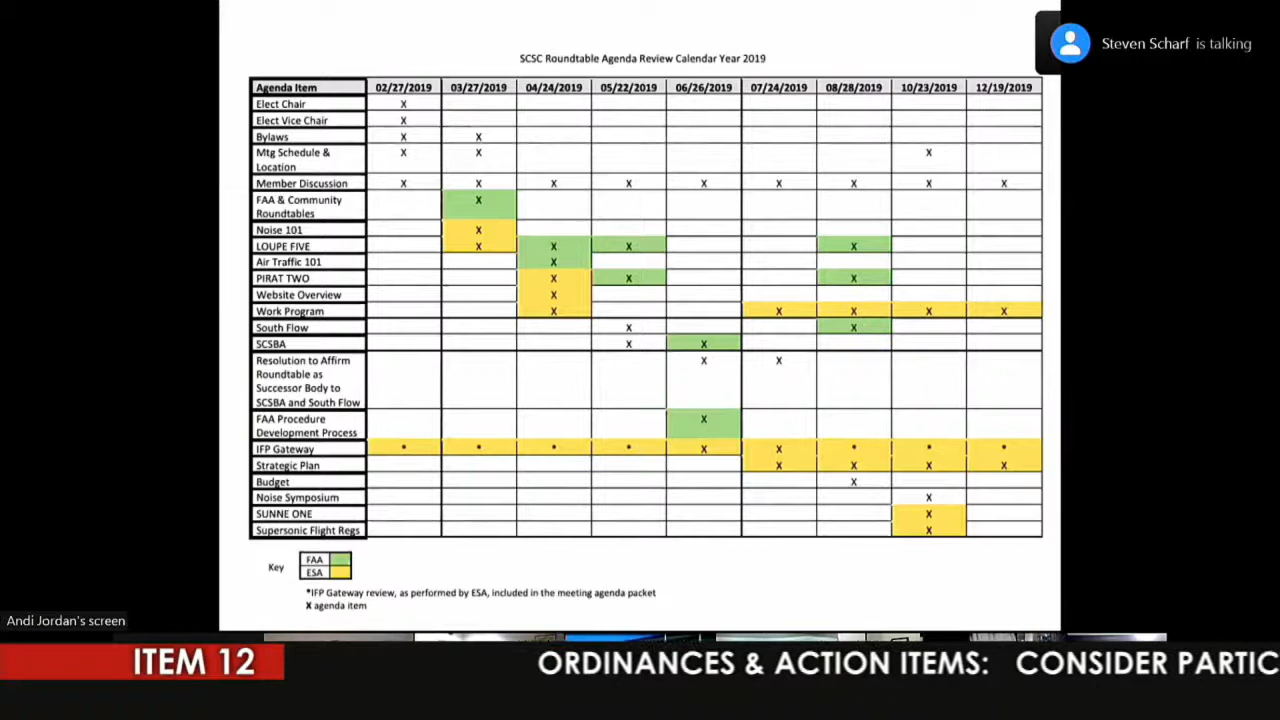 Steven Scharf is talking
SCSC Roundtable Agenda Review Calendar Year 2019
Agenda Item 02/27/2019 03/27/2019 04/24/2019 05/22/2019 06/26/2019 07/24/2019 08/28/2019 10/23/2019 12/19/2019
Elect Chair X
Elect Vice Chair X
Bylaws X X
Mtg Schedule & X X X
Location
Member Discussion X X X X X X X X X
FAA & Community X
Roundtables
Noise 101 X
LOUPE FIVE X X X X
Air Traffic 101 X
PIRAT TWO X X X
Website Overview X
Work Program X X X X X
South Flow X X
SCSBA X X
Resolution to Affirm X X
Roundtable as
Successor Body to
SCSBA and South Flow
FAA Procedure X
Development Process
IFP Gateway * * * * X X * * *
Strategic Plan X X X X
Budget X
Noise Symposium X
SUNNE ONE X
Supersonic Flight Regs X
Key FAA
ESA
*IFP Gateway review, as performed by ESA, included in the meeting agenda packet
X agenda item
Andi Jordan's screen
ITEM 12 ORDINANCES & ACTION ITEMS: CONSIDER PARTIC